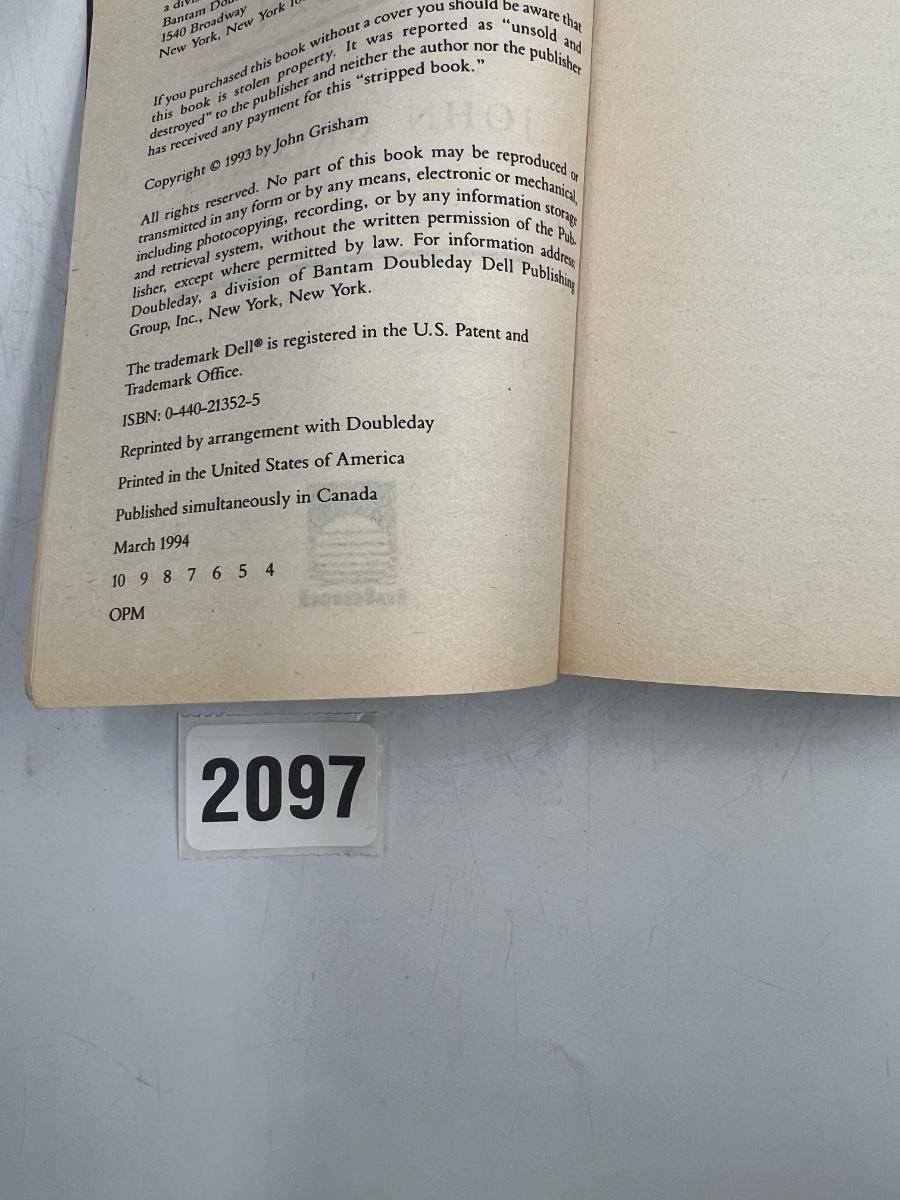 a
Bantam
1540 Broadway
New York, New York
If you purchased this book without a cover you should be aware that
this book is stolen property. It was reported as “unsold and
destroyed” to the publisher and neither the author nor the publisher
has received any payment for this “stripped book.”
Copyright © 1993 by John Grisham
All rights reserved. No part of this book may be reproduced or
transmitted in any form or by any means, electronic or mechanical,
including photocopying, recording, or by any information storage
and retrieval system, without the written permission of the Pub-
lisher, except where permitted by law. For information address
Doubleday, a division of Bantam Doubleday Dell Publishing
Group, Inc., New York, New York.
The trademark Dell® is registered in the U.S. Patent and
Trademark Office.
ISBN: 0-440-21352-5
Reprinted by arrangement with Doubleday
Printed in the United States of America
Published simultaneously in Canada
March 1994
10 9 8 7 6 5 4
OPM
2097